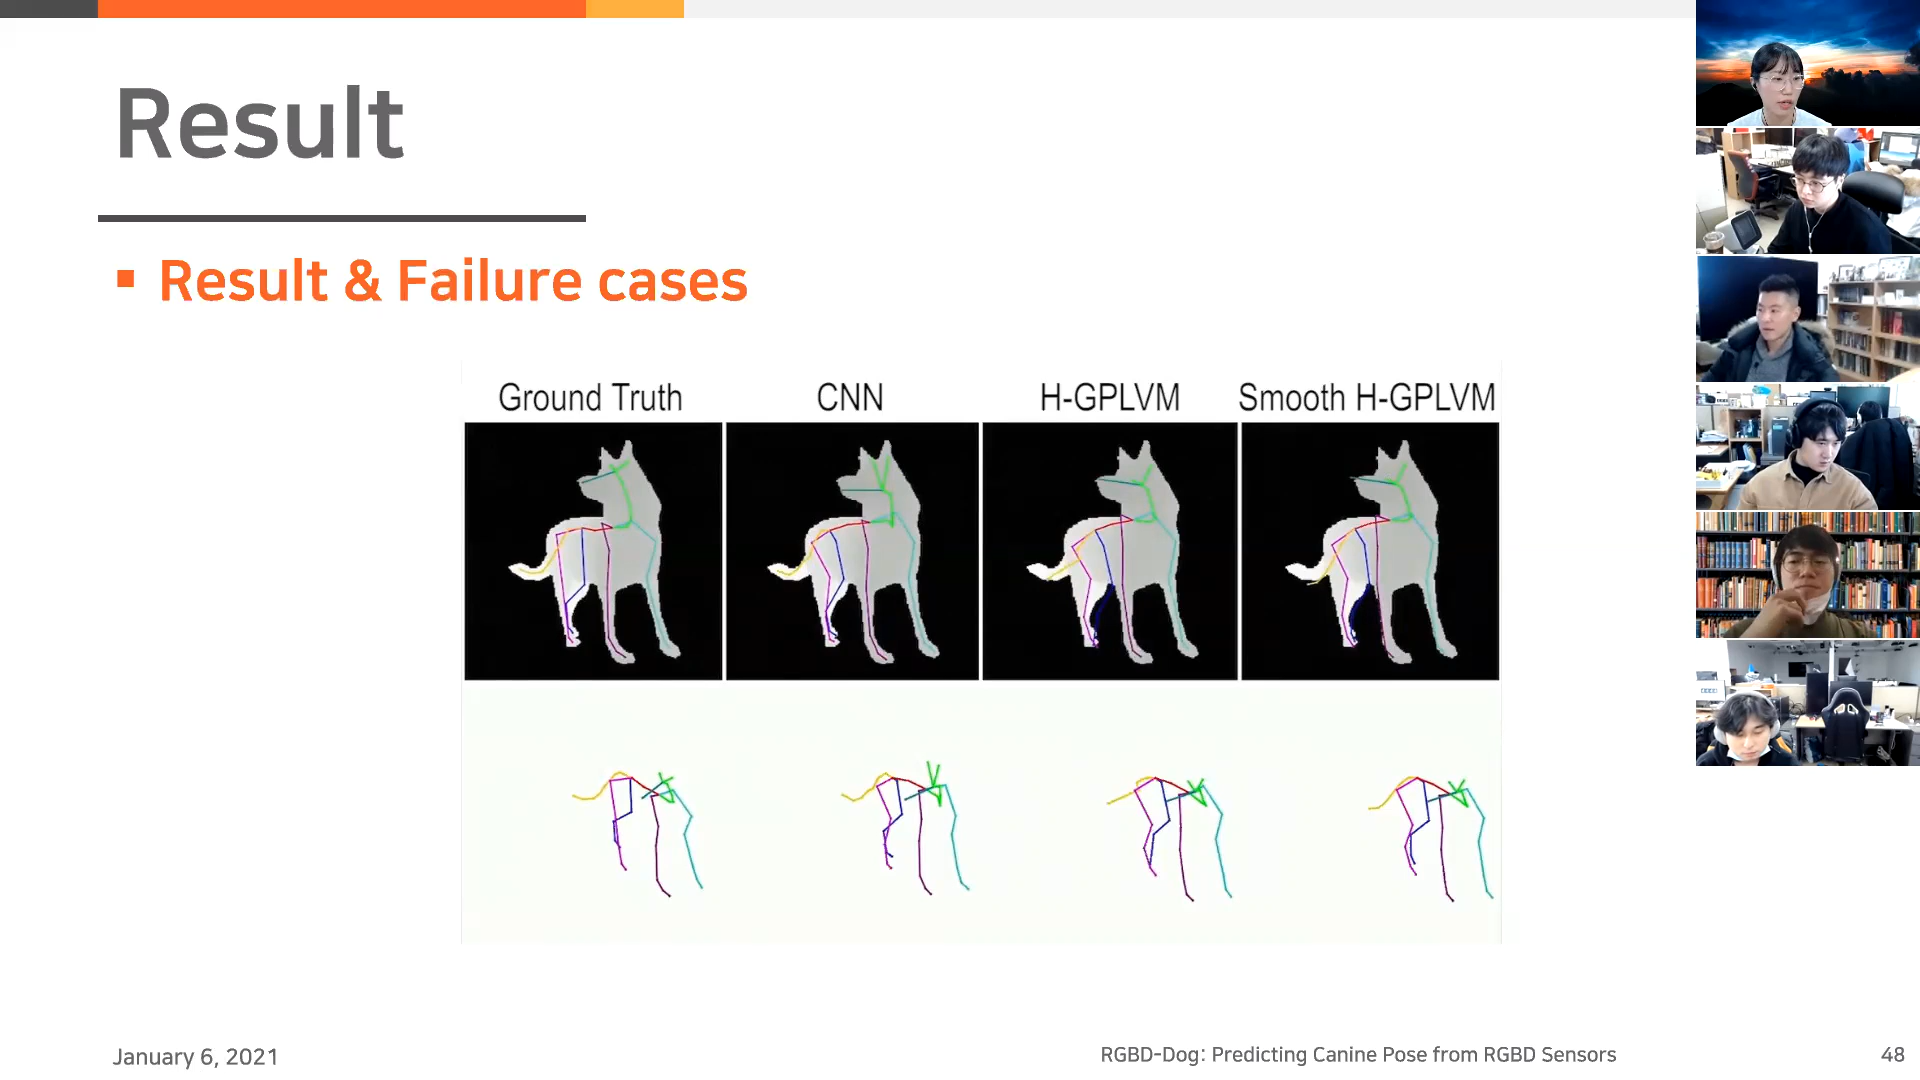 Result
Result & Failure cases
Ground Truth CNN H-GPLVM Smooth H-GPLVM
January 6, 2021
RGBD-Dog: Predicting Canine Pose from RGBD Sensors
48